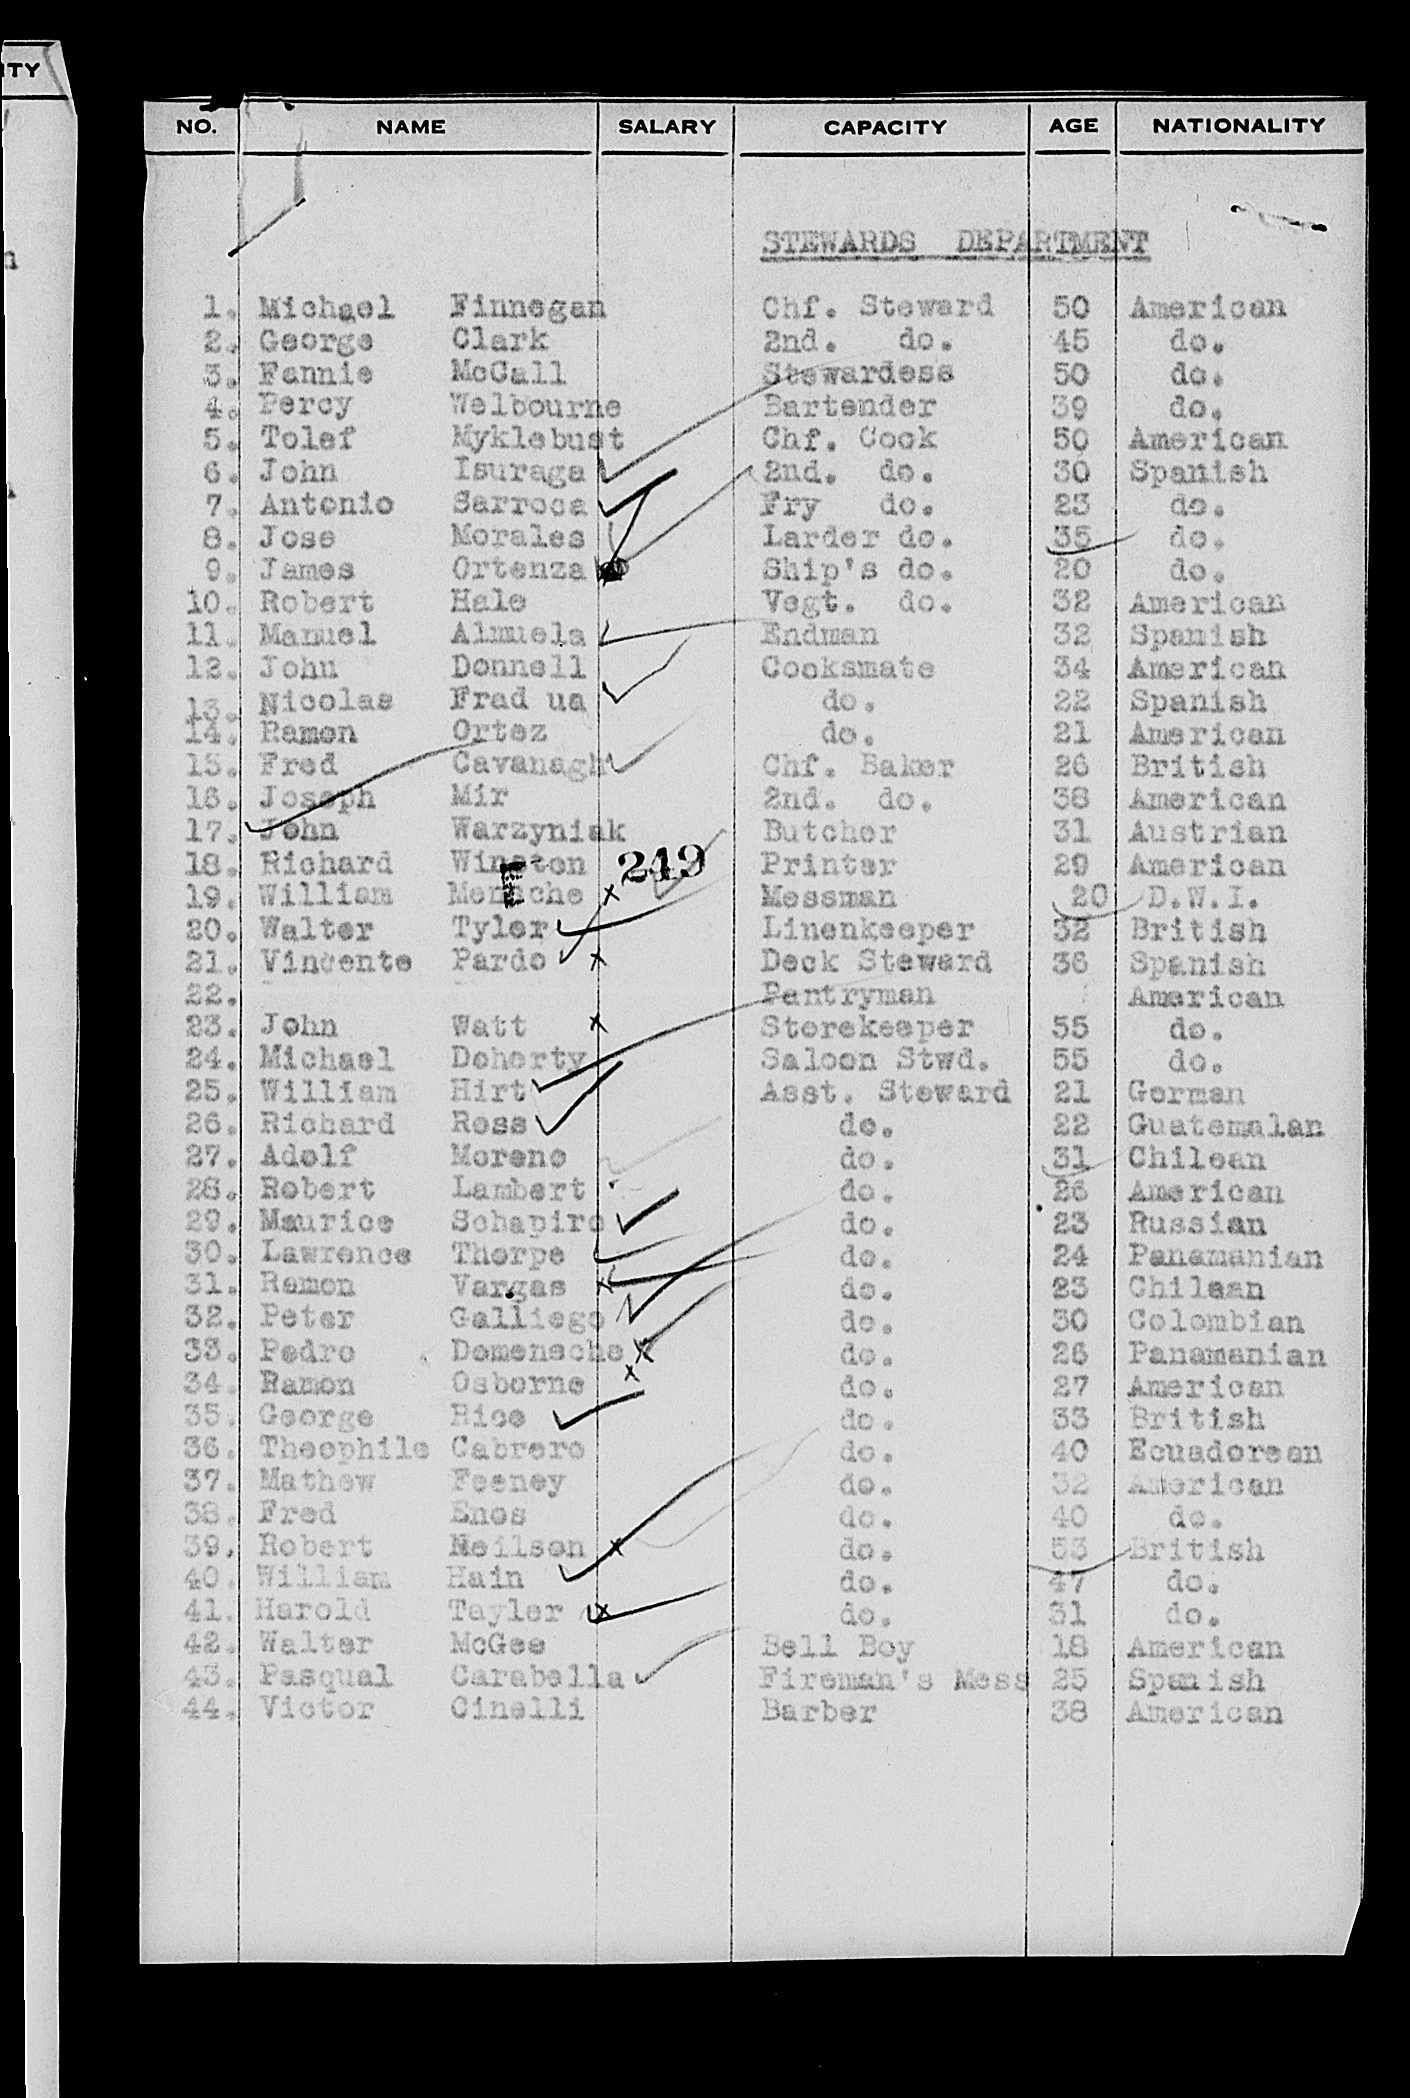 ITY
NO. NAME SALARY CAPACITY AGE NATIONALITY
STEWARDS DEPARTMENT
1. Michael Finnegan Chf. Steward 50 American
2. George Clark 2nd. do. 45 do.
3. Fannie McCall Stewardess 50 do.
4. Percy Welbourne Bartender 39 do.
5. Tolef Myklebust Chf. Cook 50 American
6. John Isuraga 2nd. do. 30 Spanish
7. Antonio Sarroca Fry do. 23 do.
8. Jose Morales Larder do. 35 do.
9. James Ortenza Ship's do. 20 do.
10. Robert Hale Vegt. do. 32 American
11. Manuel Almuela Endman 32 Spanish
12. John Donnell Cooksmate 34 American
13. Nicolas Frad ua do. 22 Spanish
14. Ramon Ortez do. 21 American
15. Fred Cavanagh Chf. Baker 26 British
16. Joseph Mir 2nd. do. 38 American
17. John Warzyniak Butcher 31 Austrian
18. Richard Winston 249 Printer 29 American
19. William x Messman 20 D.W.I.
20. Walter Tyler Linenkeeper 32 British
21. Vincente Pardo x Deck Steward 36 Spanish
22. Pantryman American
23. John Watt x Storekeeper 55 do.
24. Michael Doherty Saloon Stwd. 55 do.
25. William Hirt Asst. Steward 21 German
26. Richard Ross do. 22 Guatemalan
27. Adolf Moreno do. 31 Chilean
28. Robert Lambert do. 26 American
29. Maurice Schapiro do. 23 Russian
30. Lawrence Thorpe do. 24 Panamanian
31. Ramon Vargas x do. 23 Chilean
32. Peter Galliego do. 30 Colombian
33. Pedro Domenache x do. 26 Panamanian
34. Ramon Osborne x do. 27 American
35. George Rice do. 33 British
36. Theophile Cabrero do. 40 Ecuadorean
37. Mathew Feeney do. 32 American
38. Fred Enos do. 40 do.
39. Robert Neilson x do. 53 British
40. William Hain do. 47 do.
41. Harold Tayler x do. 31 do.
42. Walter McGee Bell Boy 18 American
43. Pasqual Carabella Fireman's Mess 25 Spanish
44. Victor Cinelli Barber 38 American